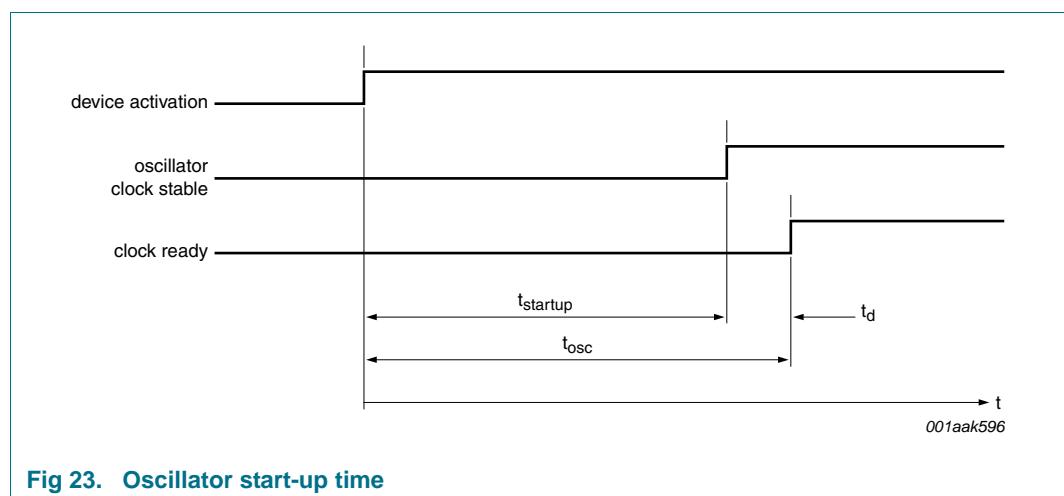 device activation
oscillator
clock stable
clock ready
tstartup
td
tosc
t
001aak596
Fig 23. Oscillator start-up time